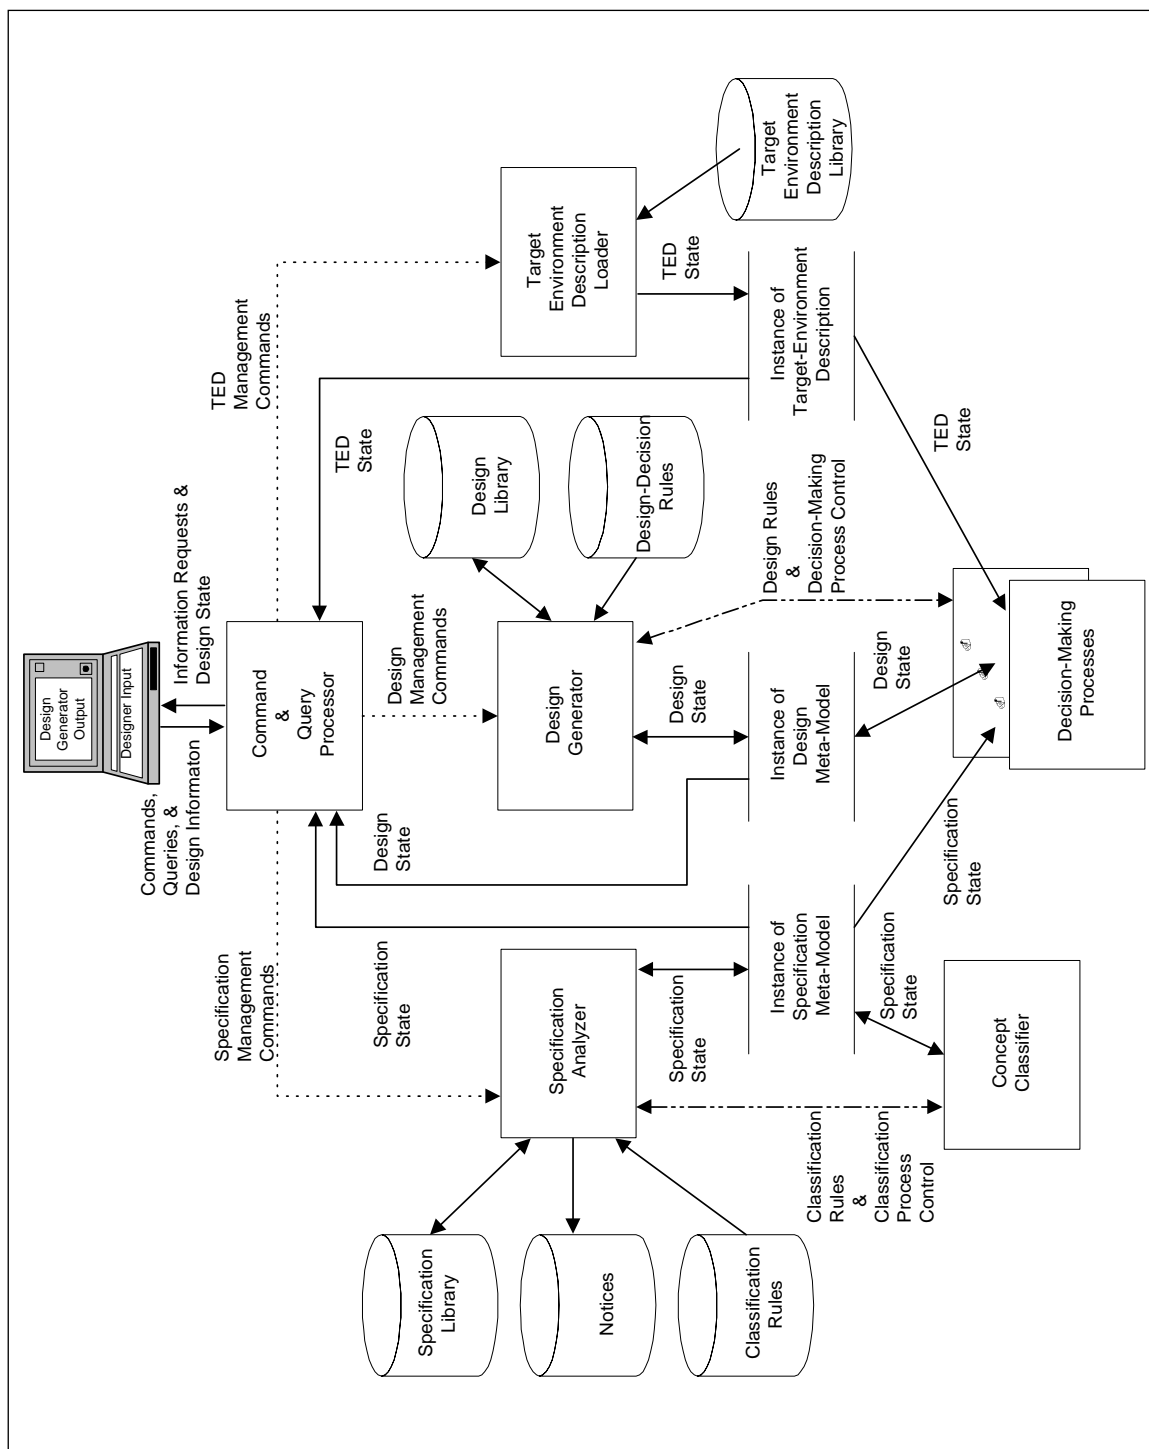 Design
Generator
Output
Designer Input
Commands,
Queries, &
Design Informaton
Information Requests &
Design State
Specification
Management
Commands
TED
Management
Commands
Command
&
Query
Processor
Specification
State
Design
State
Design
Management
Commands
TED
State
Specification
Library
Notices
Classification
Rules
Specification
Analyzer
Design
Generator
Design
Library
Design-Decision
Rules
Target
Environment
Description
Loader
Target
Environment
Description
Library
Specification
State
Design
State
Design Rules
&
Decision-Making
Process Control
TED
State
Instance of
Specification
Meta-Model
Instance of
Design
Meta-Model
Instance of
Target-Environment
Description
Classification
Rules
&
Classification
Process
Control
Specification
State
Specification
State
Design
State
TED
State
Concept
Classifier
Decision-Making
Processes